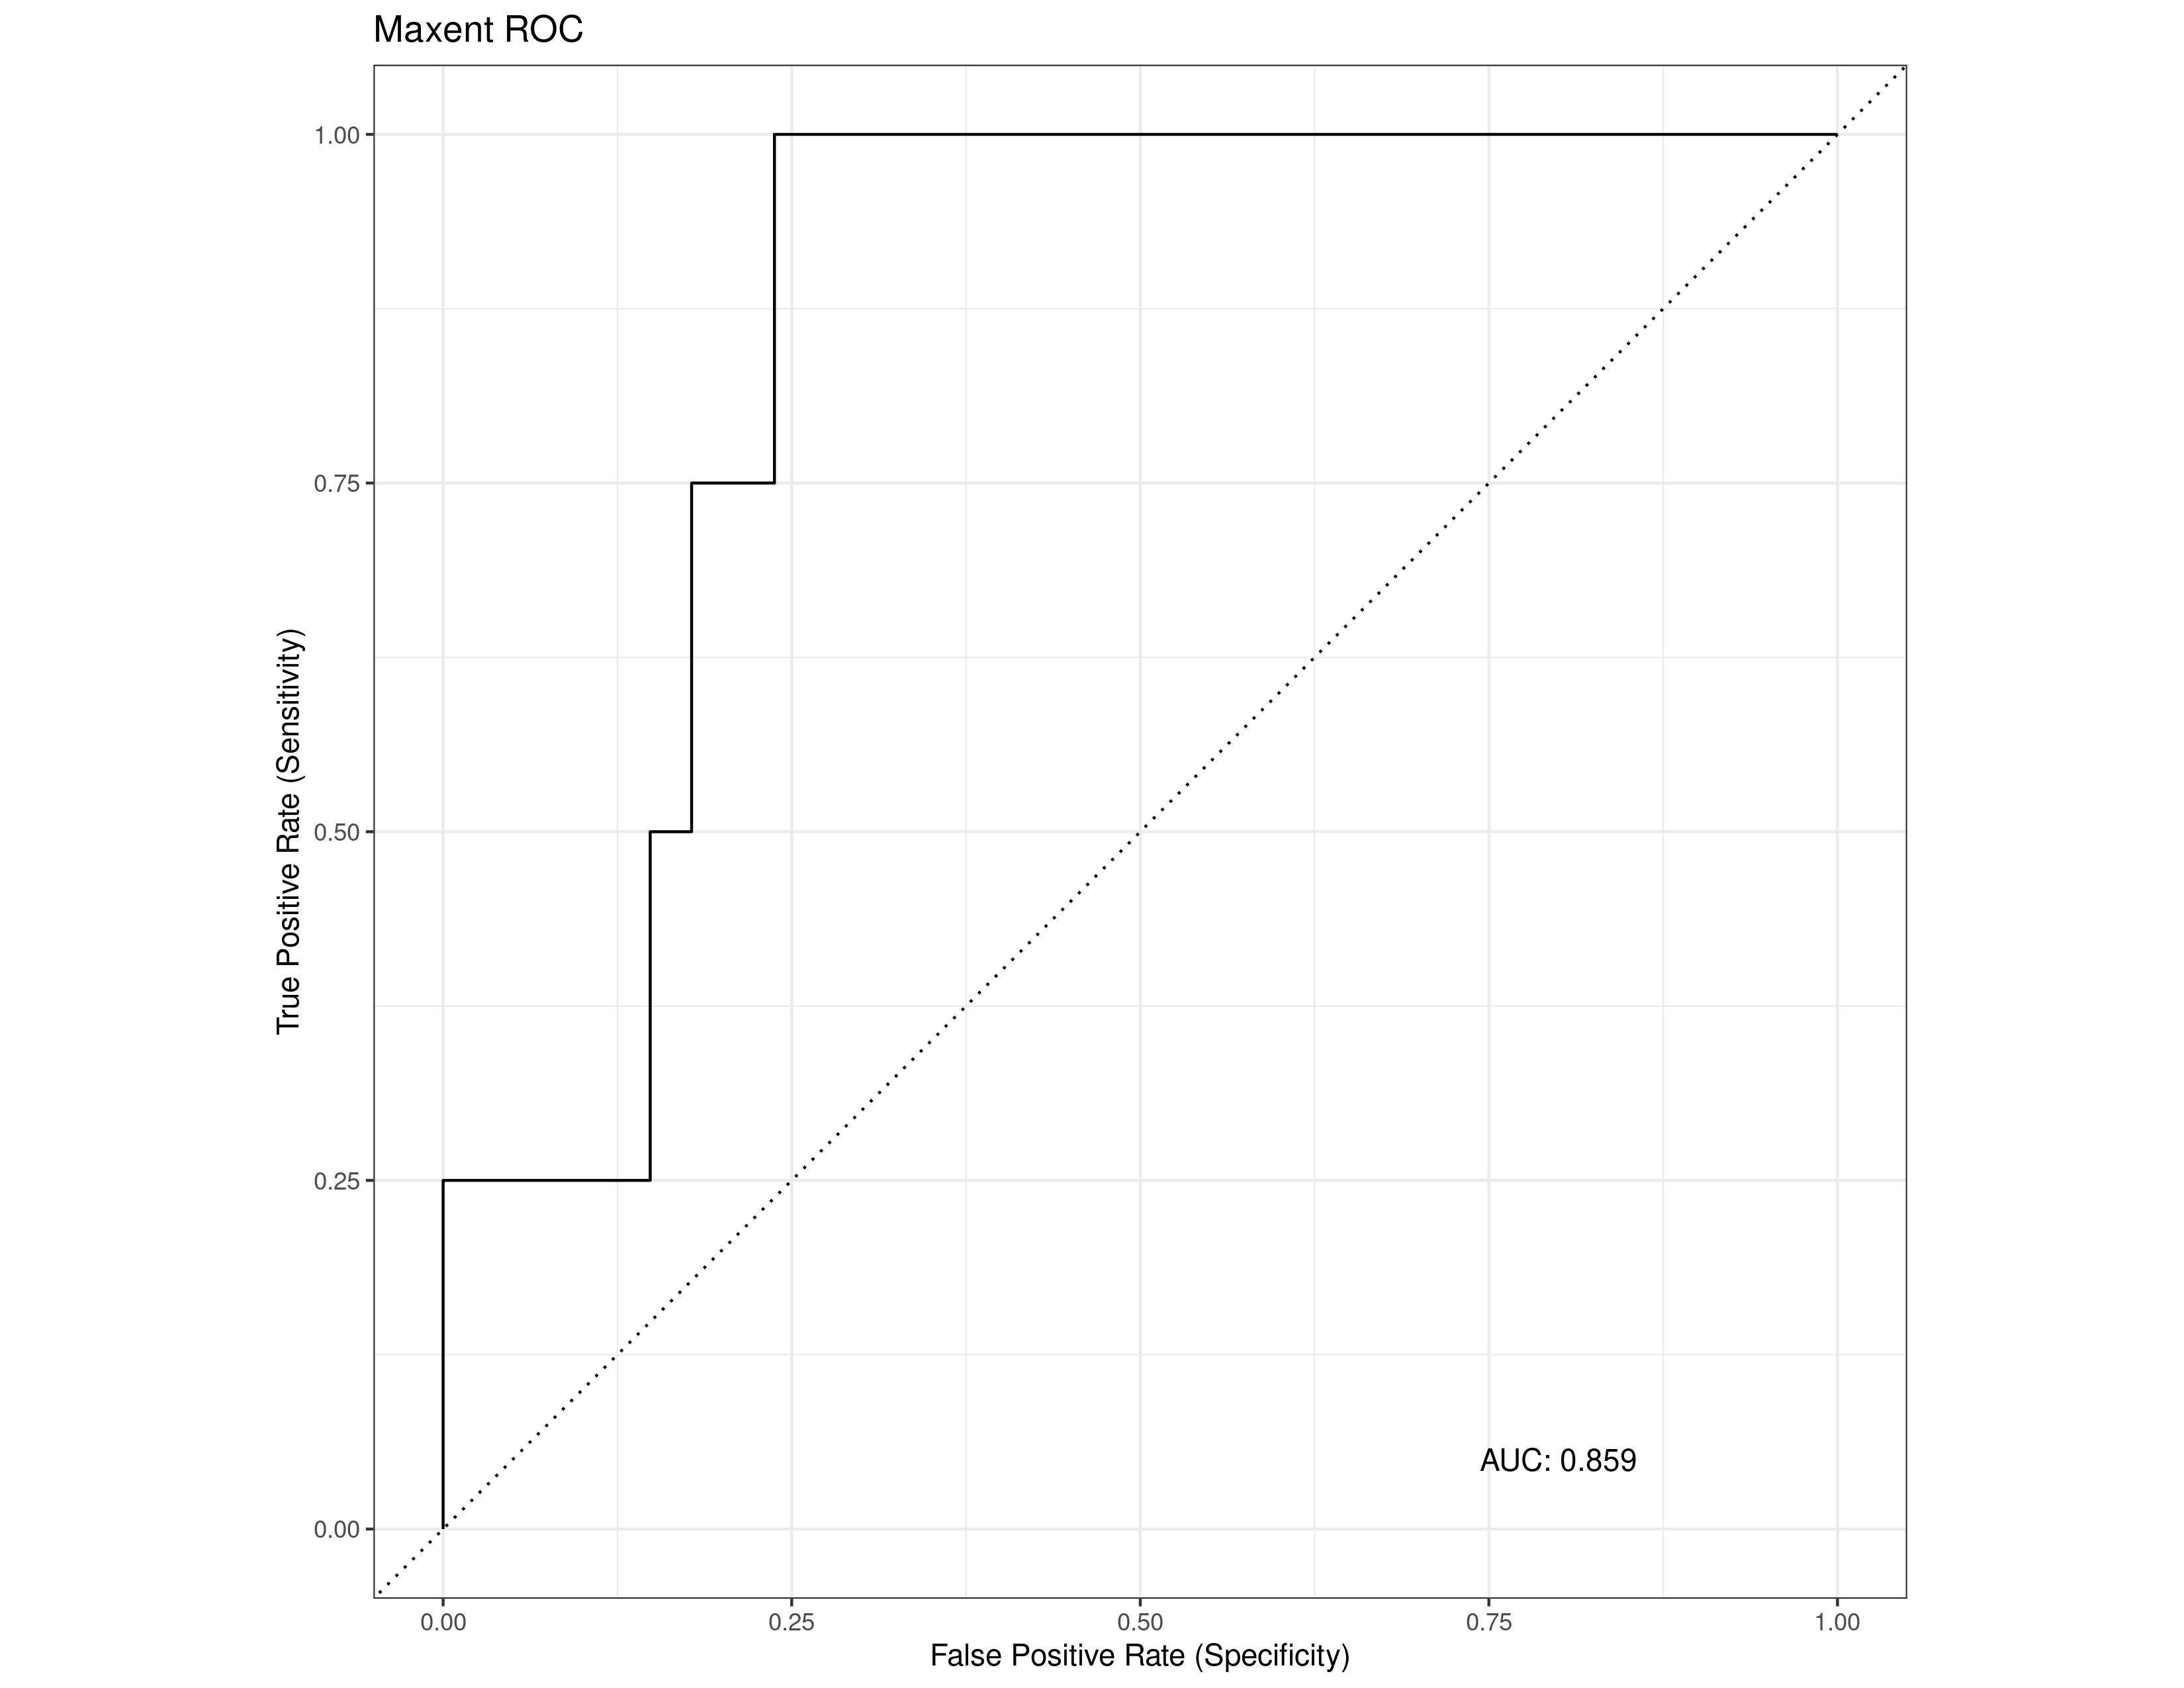 Maxent ROC
True Positive Rate (Sensitivity)
1.00
0.75
0.50
0.25
0.00
AUC: 0.859
0.00 0.25 0.50 0.75 1.00
False Positive Rate (Specificity)